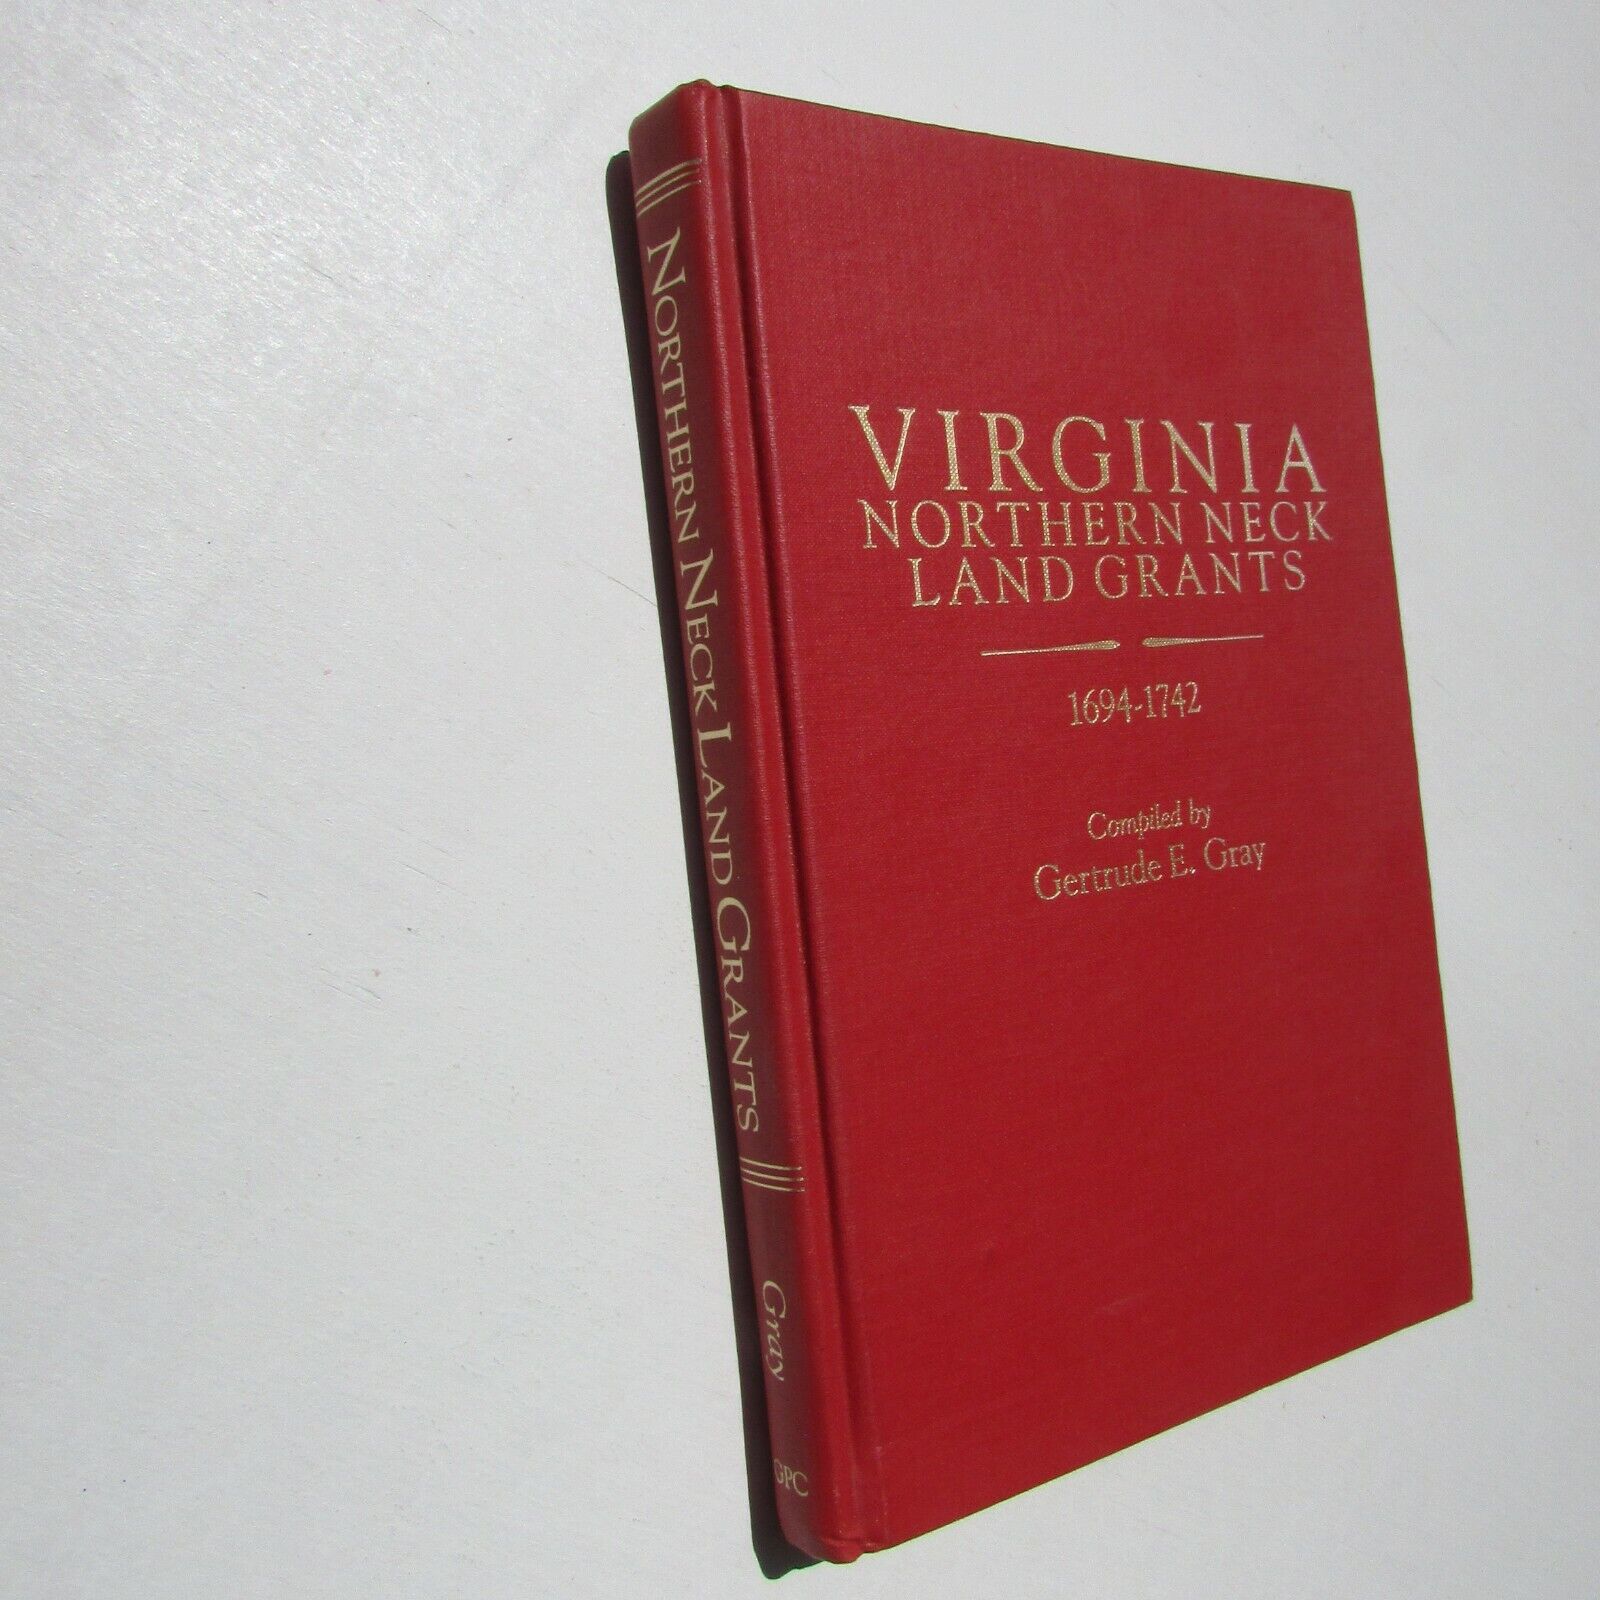 NORTHERN NECK LAND GRANTS
Gray
GPC
VIRGINIA
NORTHERN NECK
LAND GRANTS
1694-1742
Compiled by
Gertrude E. Gray